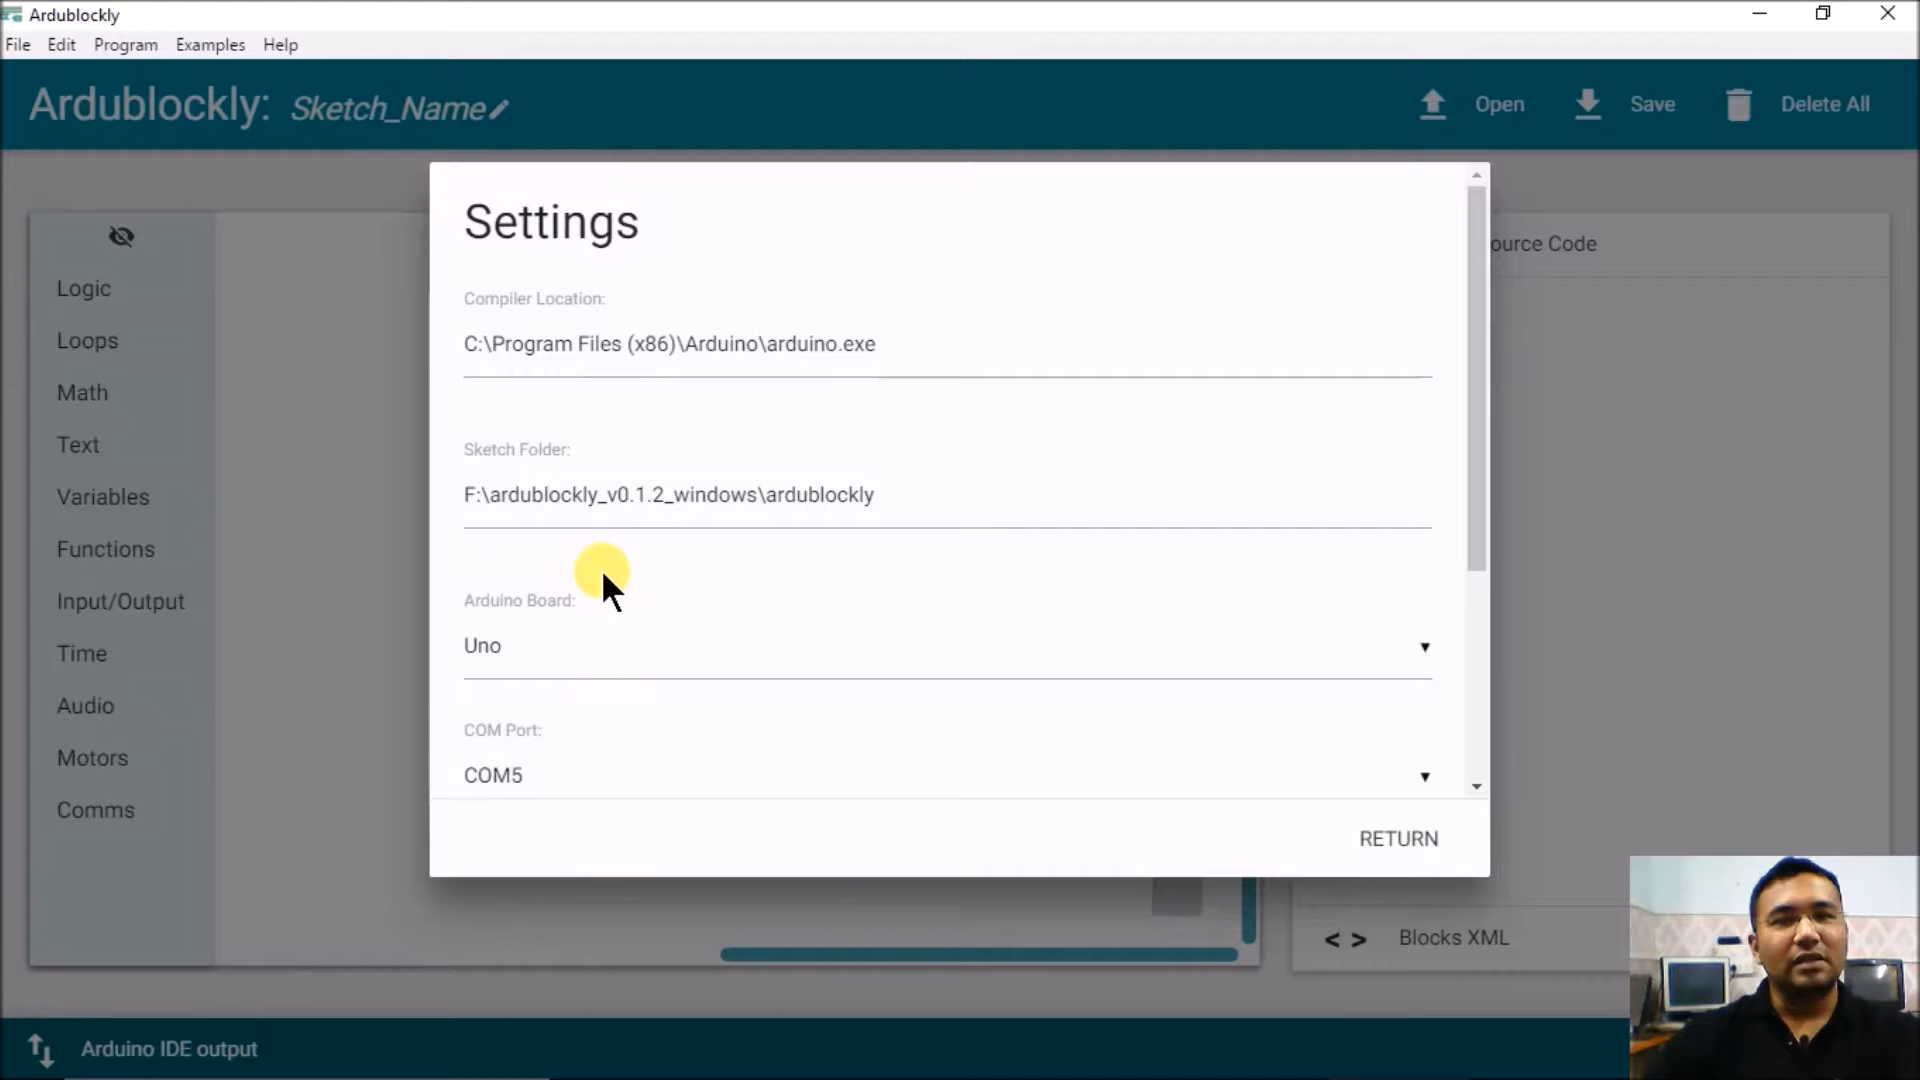 Ardublockly
File Edit Program Examples Help
Ardublockly: Sketch_Name
Open Save Delete All
Settings
Compiler Location:
C:\Program Files (x86)\Arduino\arduino.exe
Sketch Folder:
F:\ardublockly_v0.1.2_windows\ardublockly
Arduino Board:
Uno
COM Port:
COM5
RETURN
Logic
Loops
Math
Text
Variables
Functions
Input/Output
Time
Audio
Motors
Comms
ource Code
< > Blocks XML
Arduino IDE output